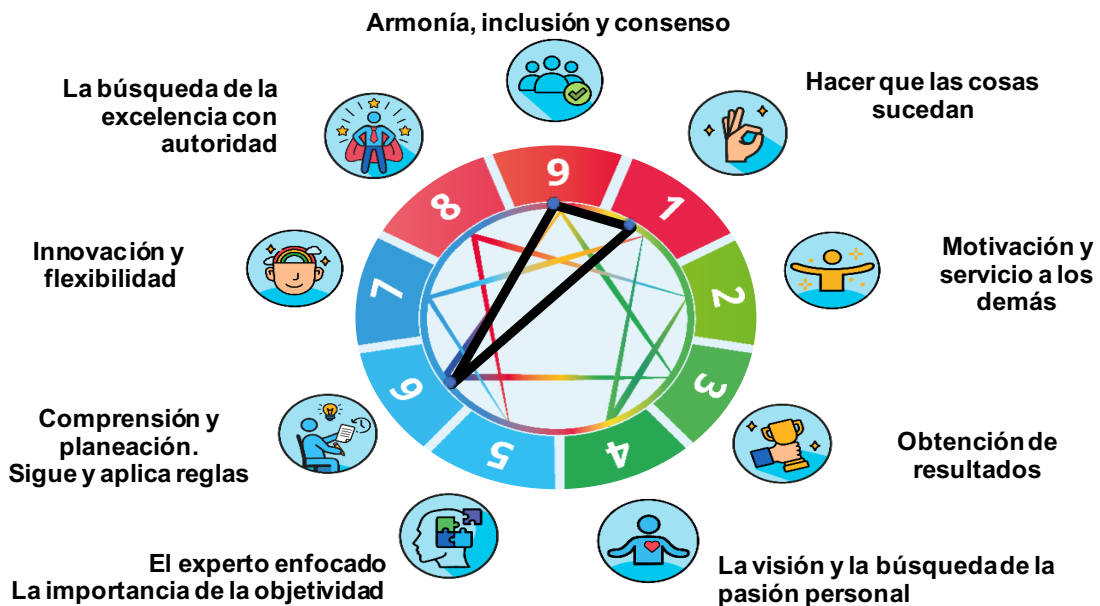 Armonía, inclusión y consenso
Hacer que las cosas
sucedan
Motivación y
servicio a los
demás
Obtención de
resultados
La visión y la búsqueda de la
pasión personal
El experto enfocado
La importancia de la objetividad
Comprensión y
planeación.
Sigue y aplica reglas
Innovación y
flexibilidad
La búsqueda de la
excelencia con
autoridad
9
1
2
3
4
5
6
7
8